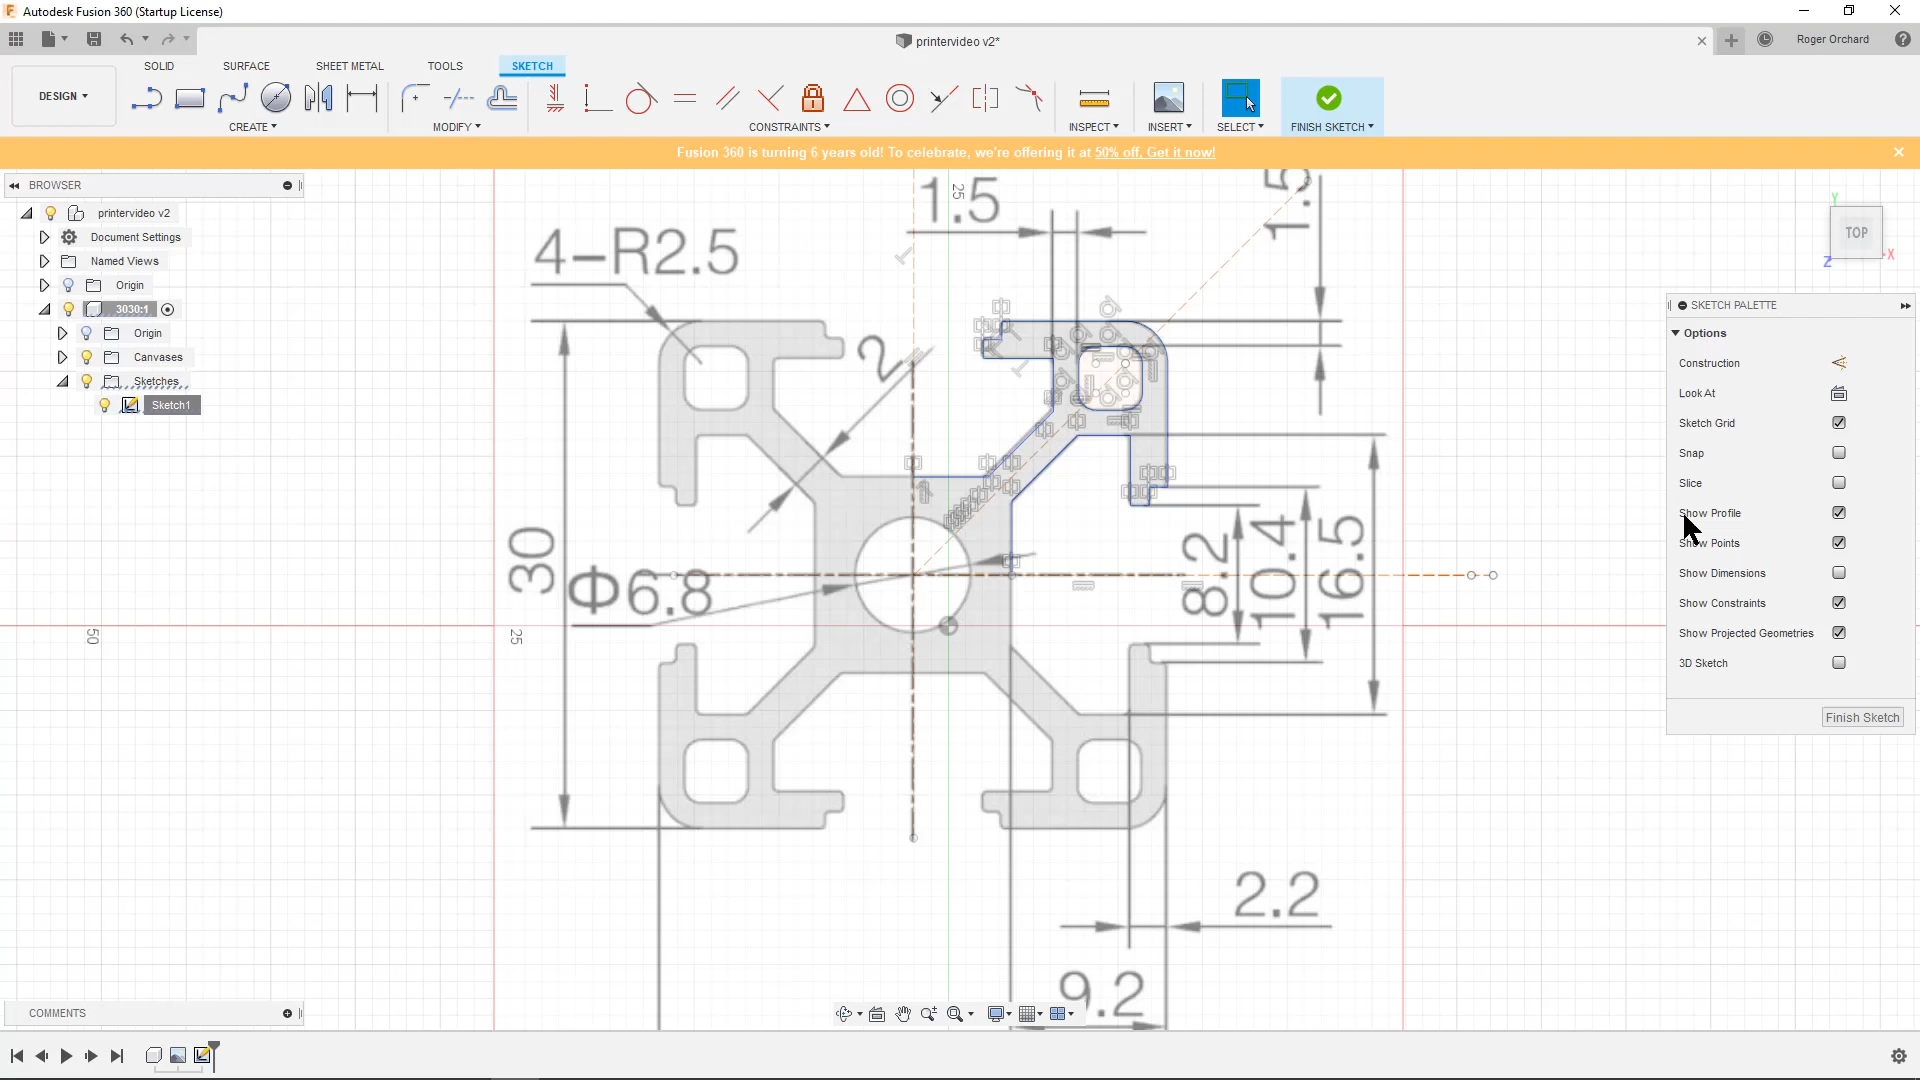 Autodesk Fusion 360 (Startup License)
printervideo v2*
Roger Orchard
SOLID SURFACE SHEET METAL TOOLS SKETCH
DESIGN
CREATE MODIFY CONSTRAINTS INSPECT INSERT SELECT FINISH SKETCH
Fusion 360 is turning 6 years old! To celebrate, we're offering it at 50% off. Get it now!
BROWSER
printervideo v2
Document Settings
Named Views
Origin
3030:1
Origin
Canvases
Sketches
Sketch1
25
1.5
1.5
4-R2.5
2
30
Φ6.8
8.2
10.4
16.5
50
25
2.2
9.2
Y
TOP
X
Z
SKETCH PALETTE
Options
Construction
Look At
Sketch Grid
Snap
Slice
Show Profile
Show Points
Show Dimensions
Show Constraints
Show Projected Geometries
3D Sketch
Finish Sketch
COMMENTS